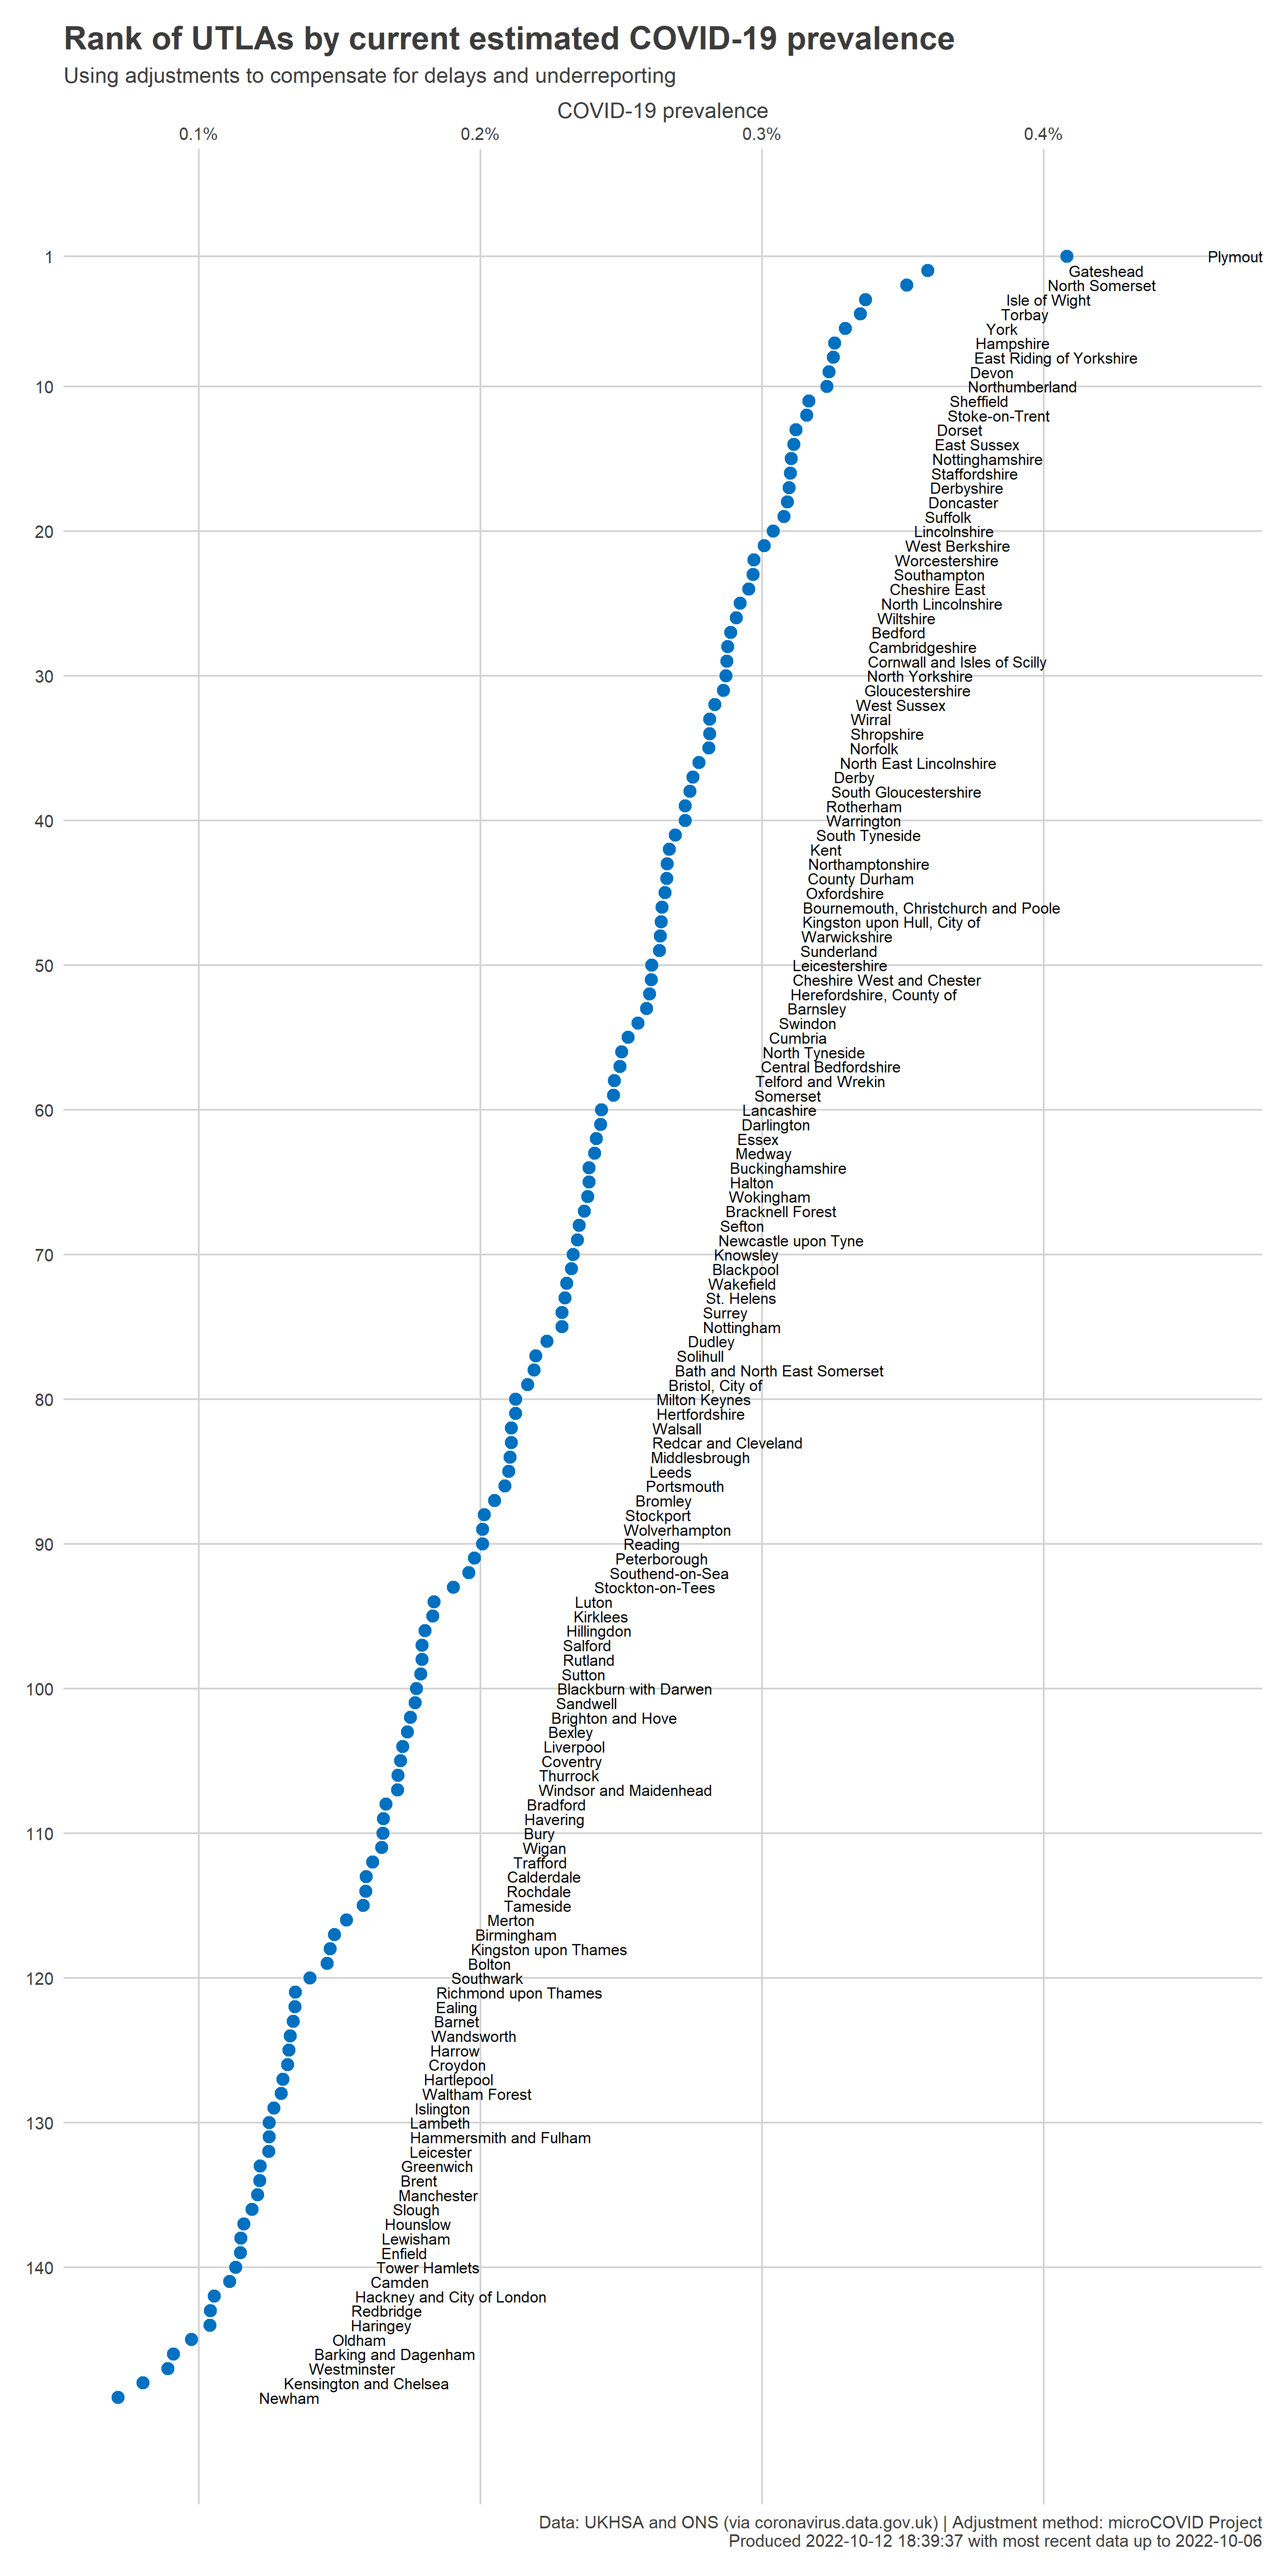 Rank of UTLAs by current estimated COVID-19 prevalence
Using adjustments to compensate for delays and underreporting
COVID-19 prevalence
0.1% 0.2% 0.3% 0.4%
1 Plymout
Gateshead
North Somerset
Isle of Wight
Torbay
York
Hampshire
East Riding of Yorkshire
Devon
10 Northumberland
Sheffield
Stoke-on-Trent
Dorset
East Sussex
Nottinghamshire
Staffordshire
Derbyshire
Doncaster
Suffolk
20 Lincolnshire
West Berkshire
Worcestershire
Southampton
Cheshire East
North Lincolnshire
Wiltshire
Bedford
Cambridgeshire
Cornwall and Isles of Scilly
30 North Yorkshire
Gloucestershire
West Sussex
Wirral
Shropshire
Norfolk
North East Lincolnshire
Derby
South Gloucestershire
Rotherham
40 Warrington
South Tyneside
Kent
Northamptonshire
County Durham
Oxfordshire
Bournemouth, Christchurch and Poole
Kingston upon Hull, City of
Warwickshire
Sunderland
50 Leicestershire
Cheshire West and Chester
Herefordshire, County of
Barnsley
Swindon
Cumbria
North Tyneside
Central Bedfordshire
Telford and Wrekin
Somerset
60 Lancashire
Darlington
Essex
Medway
Buckinghamshire
Halton
Wokingham
Bracknell Forest
Sefton
Newcastle upon Tyne
70 Knowsley
Blackpool
Wakefield
St. Helens
Surrey
Nottingham
Dudley
Solihull
Bath and North East Somerset
Bristol, City of
80 Milton Keynes
Hertfordshire
Walsall
Redcar and Cleveland
Middlesbrough
Leeds
Portsmouth
Bromley
Stockport
Wolverhampton
90 Reading
Peterborough
Southend-on-Sea
Stockton-on-Tees
Luton
Kirklees
Hillingdon
Salford
Rutland
Sutton
100 Blackburn with Darwen
Sandwell
Brighton and Hove
Bexley
Liverpool
Coventry
Thurrock
Windsor and Maidenhead
Bradford
Havering
110 Bury
Wigan
Trafford
Calderdale
Rochdale
Tameside
Merton
Birmingham
Kingston upon Thames
Bolton
120 Southwark
Richmond upon Thames
Ealing
Barnet
Wandsworth
Harrow
Croydon
Hartlepool
Waltham Forest
Islington
130 Lambeth
Hammersmith and Fulham
Leicester
Greenwich
Brent
Manchester
Slough
Hounslow
Lewisham
Enfield
140 Tower Hamlets
Camden
Hackney and City of London
Redbridge
Haringey
Oldham
Barking and Dagenham
Westminster
Kensington and Chelsea
Newham
Data: UKHSA and ONS (via coronavirus.data.gov.uk) | Adjustment method: microCOVID Project
Produced 2022-10-12 18:39:37 with most recent data up to 2022-10-06